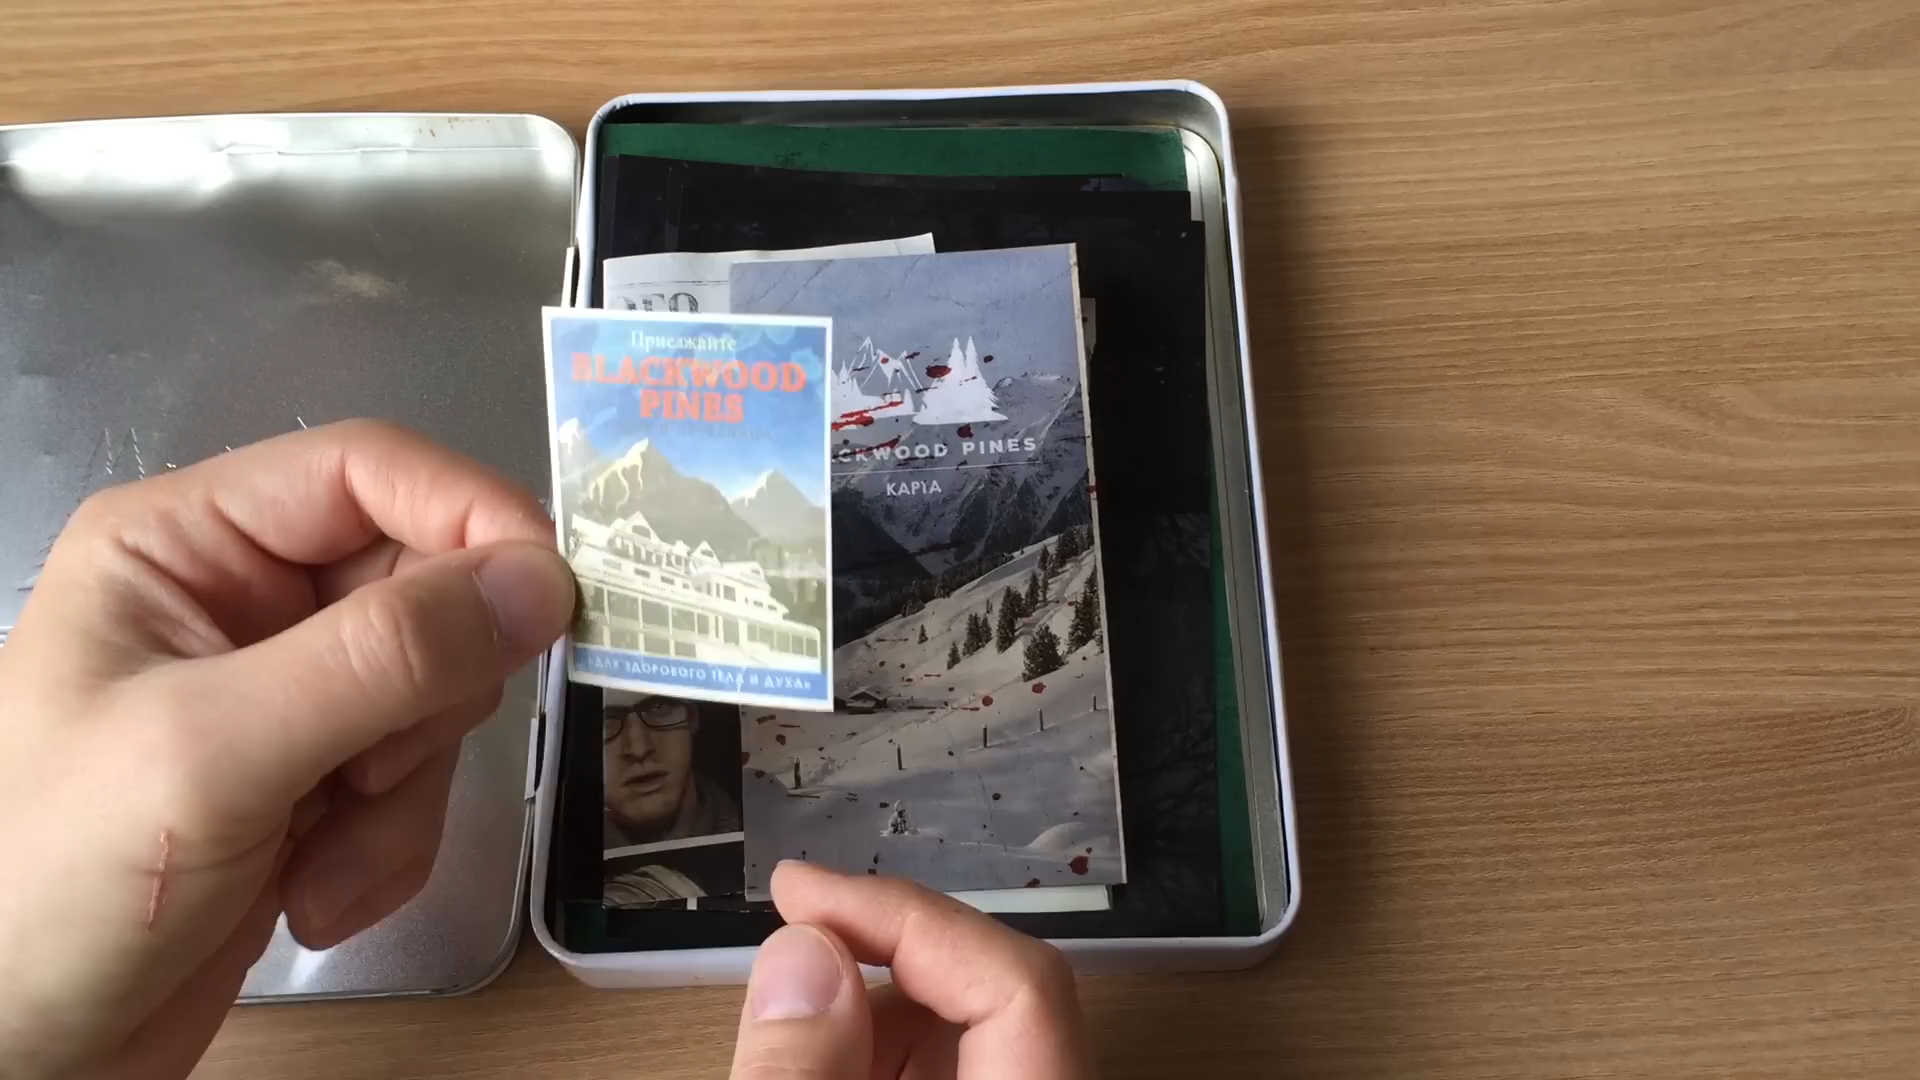 Приезжайте
BLACKWOOD
PINES
«ДЛЯ ЗДОРОВОГО ТЕЛА И ДУХА»
CKWOOD PINES
КАРТА